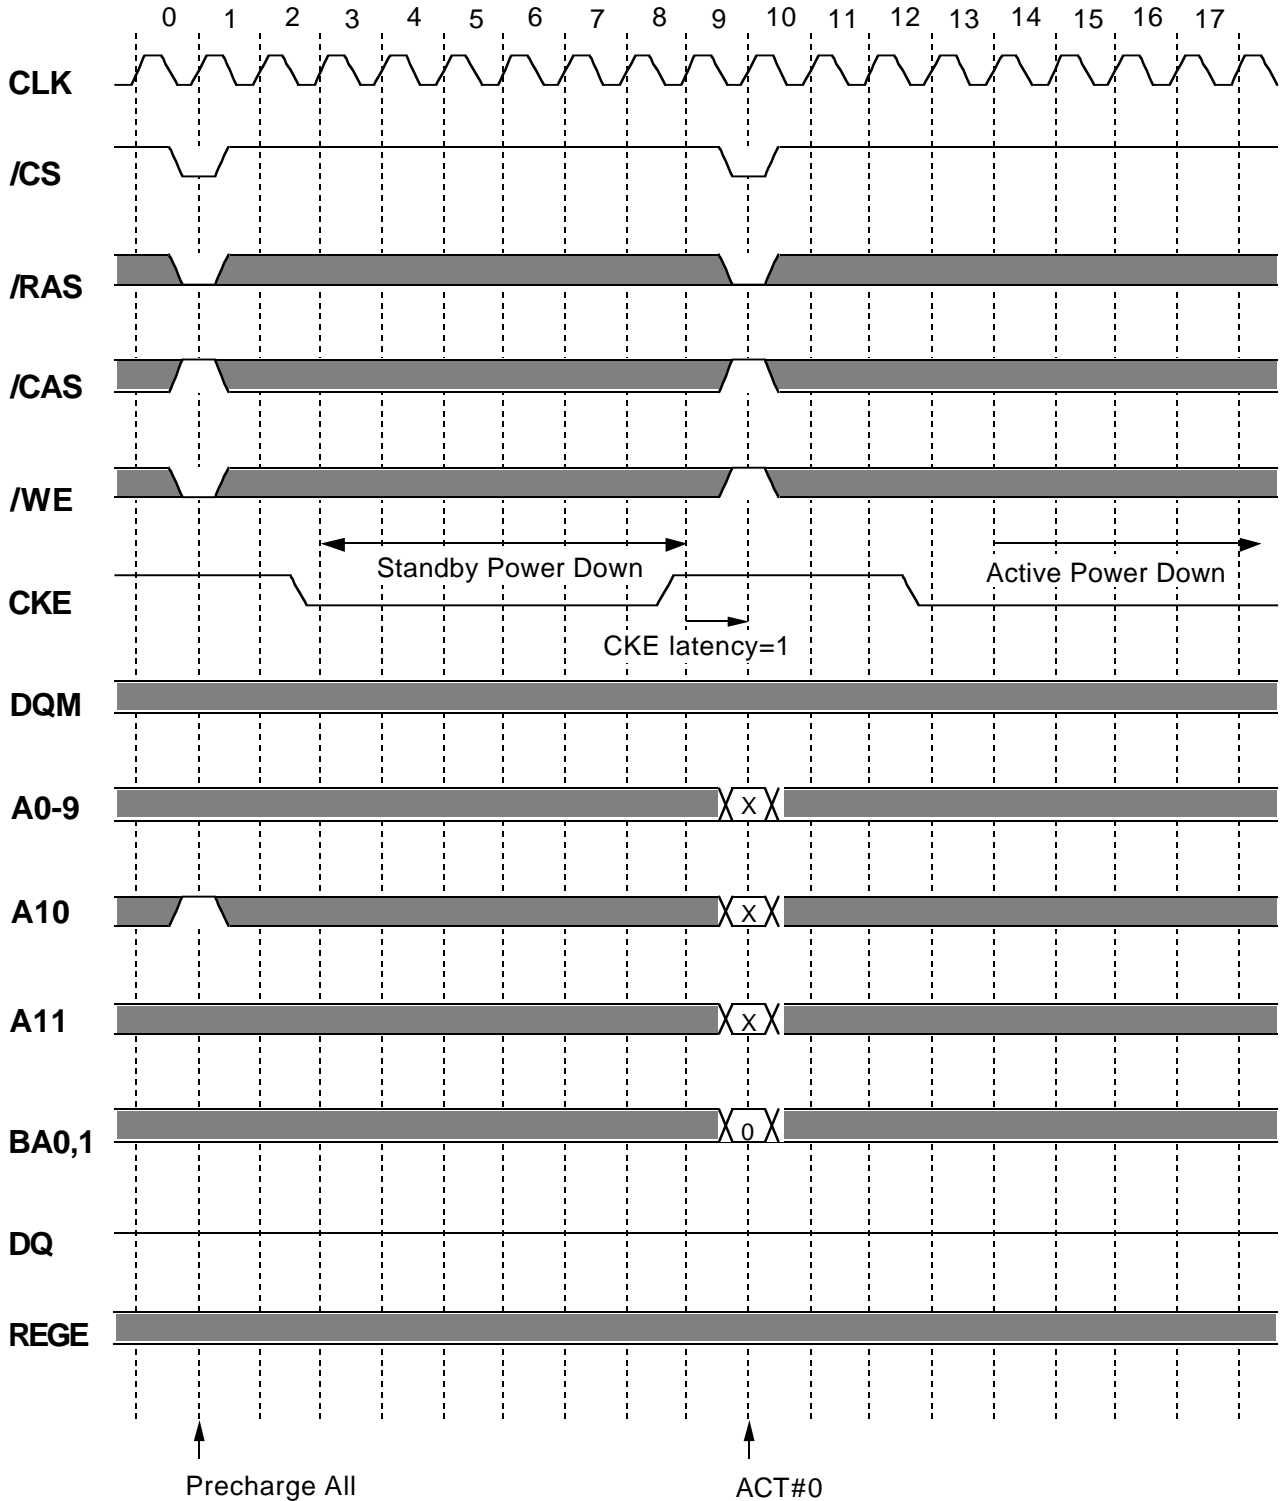 0 1 2 3 4 5 6 7 8 9 10 11 12 13 14 15 16 17
CLK
/CS
/RAS
/CAS
/WE
Standby Power Down
Active Power Down
CKE
CKE latency=1
DQM
A0-9
X
A10
X
A11
X
BA0,1
0
DQ
REGE
Precharge All
ACT#0